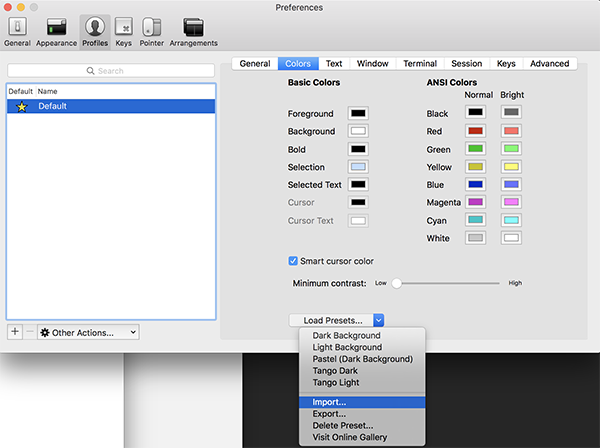 Preferences
General Appearance Profiles Keys Pointer Arrangements
General Colors Text Window Terminal Session Keys Advanced
Search
Default Name
Default
Basic Colors
Foreground
Background
Bold
Selection
Selected Text
Cursor
Cursor Text
ANSI Colors
Normal Bright
Black
Red
Green
Yellow
Blue
Magenta
Cyan
White
Smart cursor color
Minimum contrast: Low High
Load Presets...
Dark Background
Light Background
Pastel (Dark Background)
Tango Dark
Tango Light
Import...
Export...
Delete Preset...
Visit Online Gallery
+ − Other Actions...